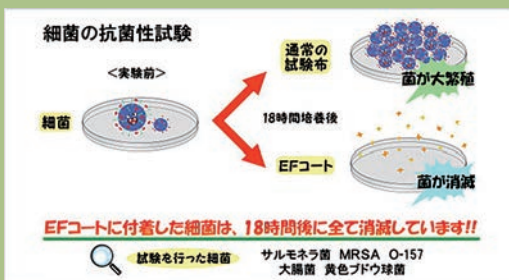 細菌の抗菌性試験
<実験前>
細菌
通常の
試験布
菌が大繁殖
18時間培養後
EFコート
菌が消滅
EFコートに付着した細菌は、18時間後に全て消滅しています!!
試験を行った細菌
サルモネラ菌 MRSA O-157
大腸菌 黄色ブドウ球菌